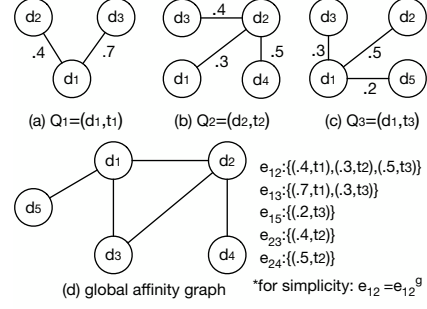 d2 d3 d3 .4 d2 d3 d2
.4 .7 .3 .5 .3 .5
d1 d1 d4 d1 .2 d5
(a) Q1=(d1,t1) (b) Q2=(d2,t2) (c) Q3=(d1,t3)
d1 d2
e12:{(.4,t1),(.3,t2),(.5,t3)}
e13:{(.7,t1),(.3,t3)}
d5
e15:{(.2,t3)}
e23:{(.4,t2)}
d3 d4
e24:{(.5,t2)}
(d) global affinity graph
*for simplicity: e12 =e12g